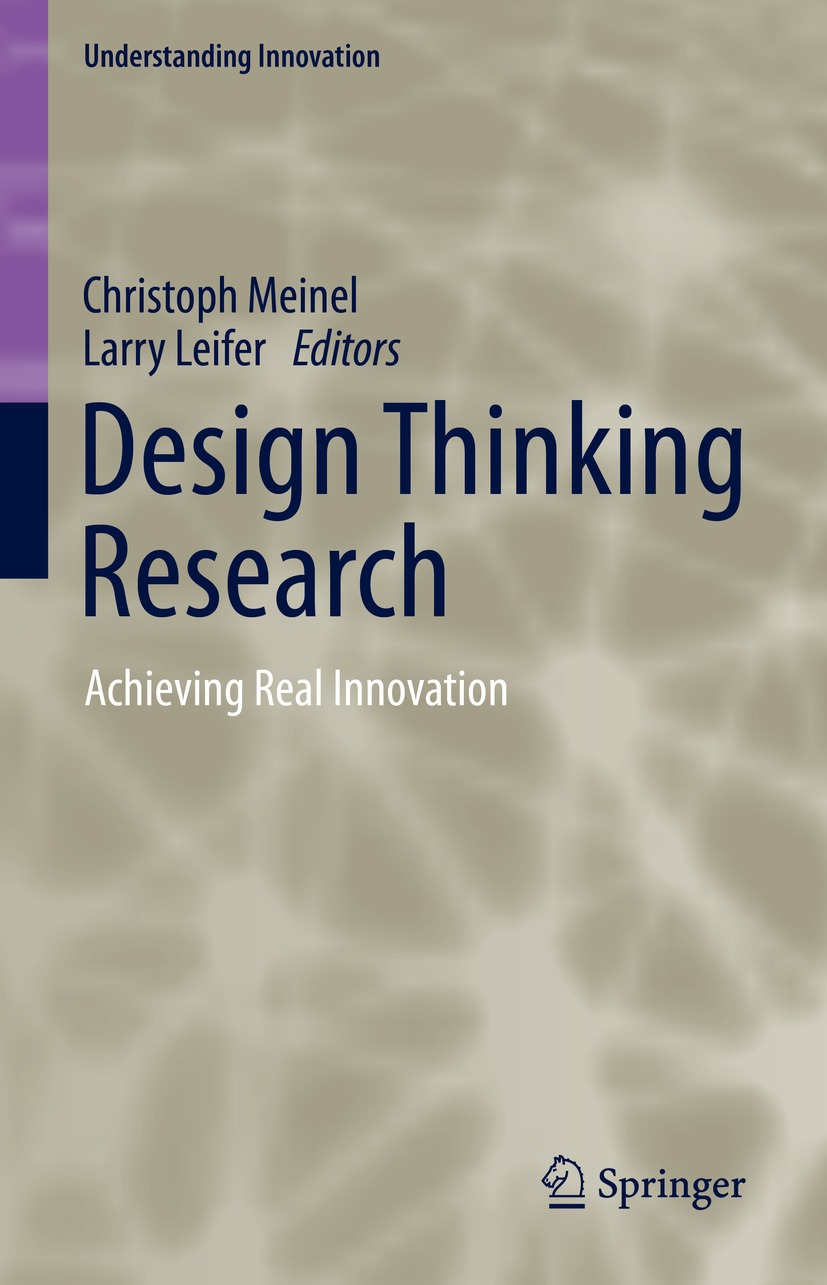 Understanding Innovation
Christoph Meinel
Larry Leifer Editors
Design Thinking
Research
Achieving Real Innovation
Springer